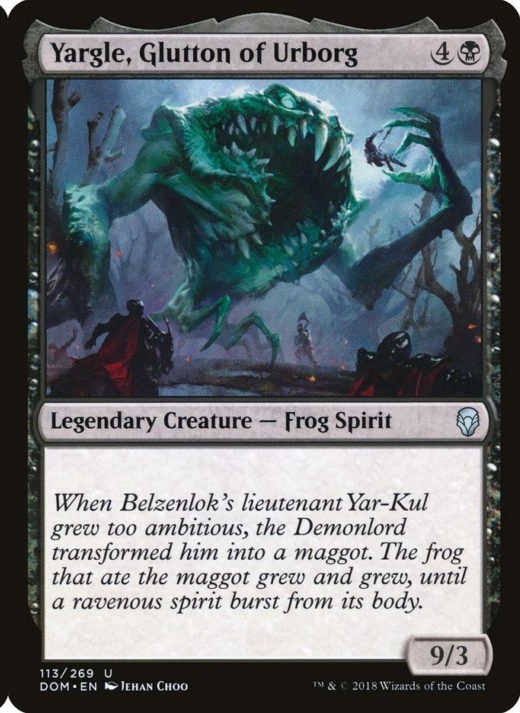 Yargle, Glutton of Urborg 4
Legendary Creature — Frog Spirit
When Belzenlok's lieutenant Yar-Kul
grew too ambitious, the Demonlord
transformed him into a maggot. The frog
that ate the maggot grew and grew, until
a ravenous spirit burst from its body.
9/3
113/269 U
DOM • EN Jehan Choo
™ & © 2018 Wizards of the Coast